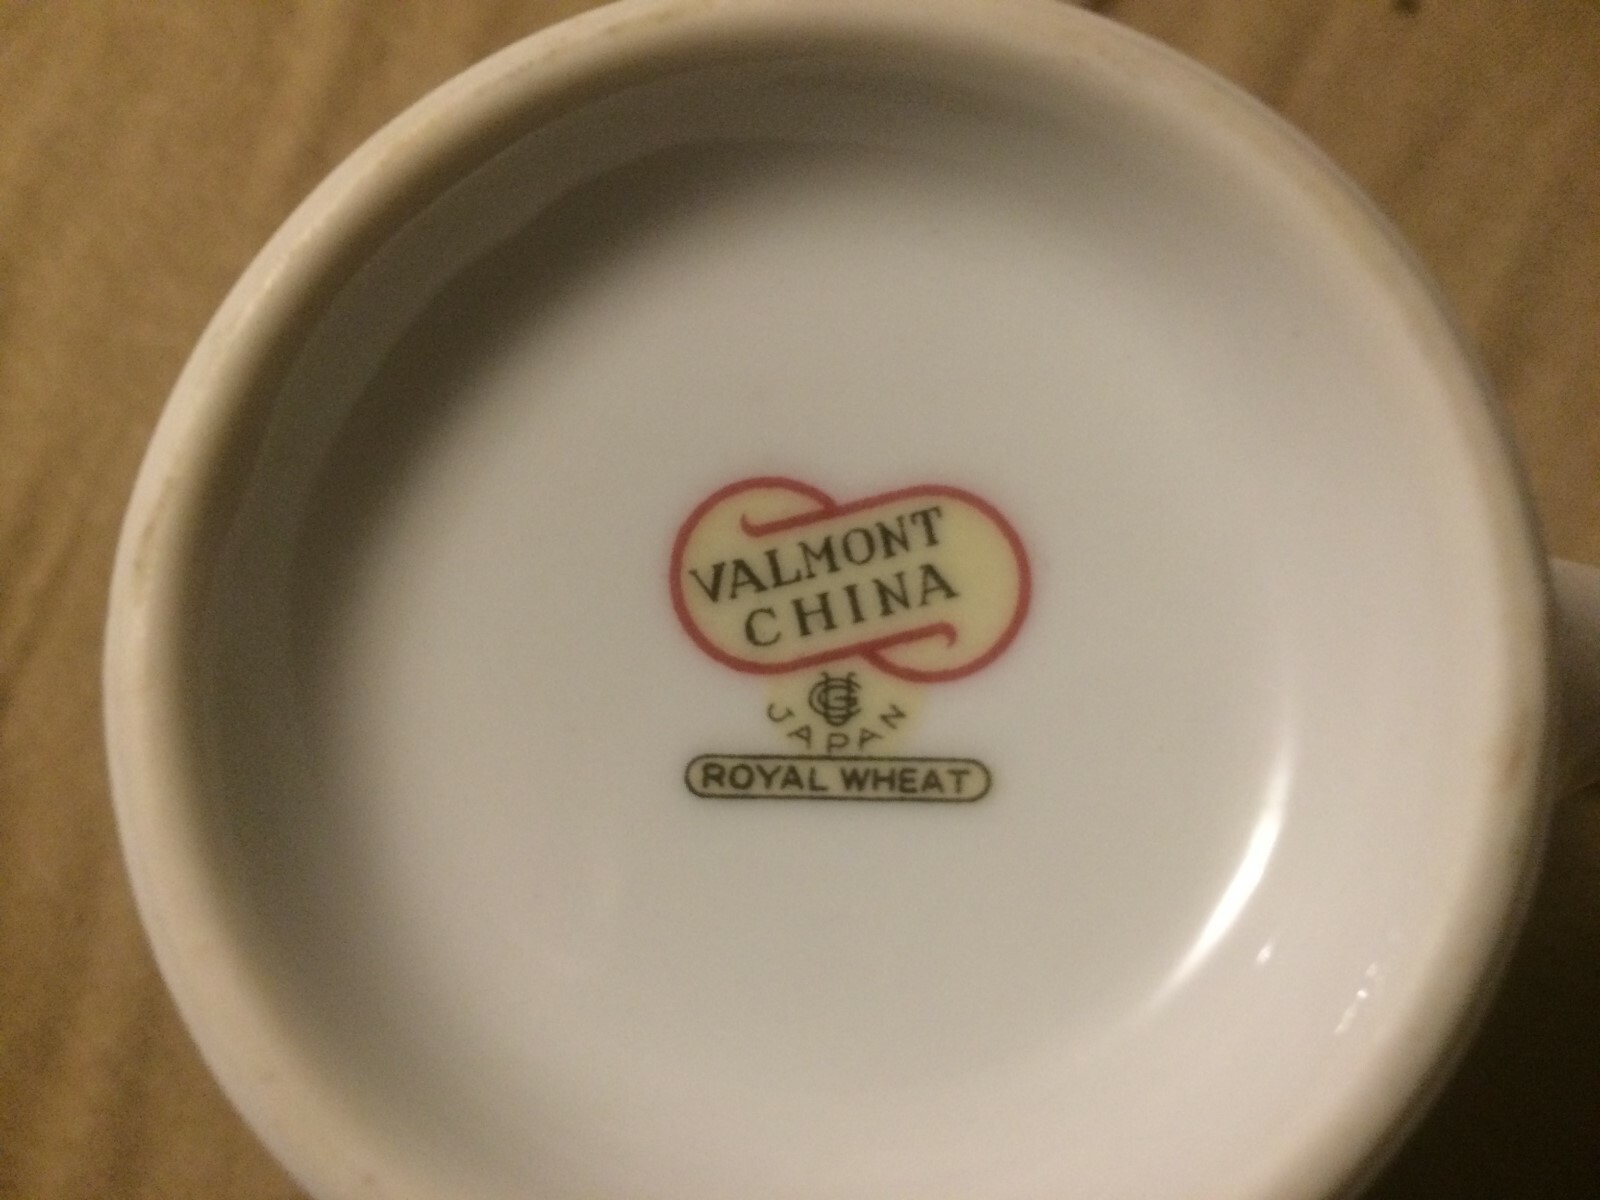 VALMONT
CHINA
JAPAN
ROYAL WHEAT